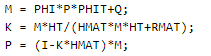 M = PHI*P*PHIT+Q;
K = M*HT/(HMAT*M*HT+RMAT);
P = (I-K*HMAT)*M;